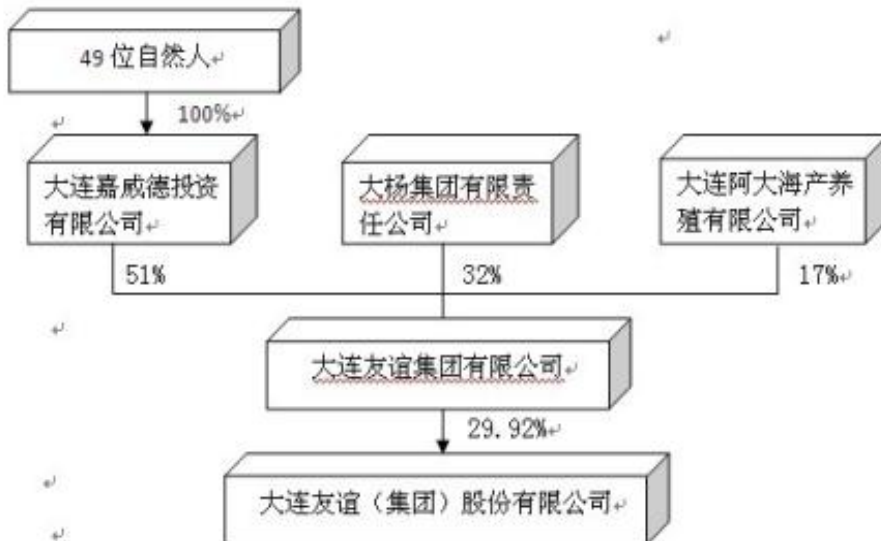 49 位自然人
100%
大连嘉威德投资
有限公司
大杨集团有限责
任公司
大连阿大海产养
殖有限公司
51%
32%
17%
大连友谊集团有限公司
29.92%
大连友谊（集团）股份有限公司